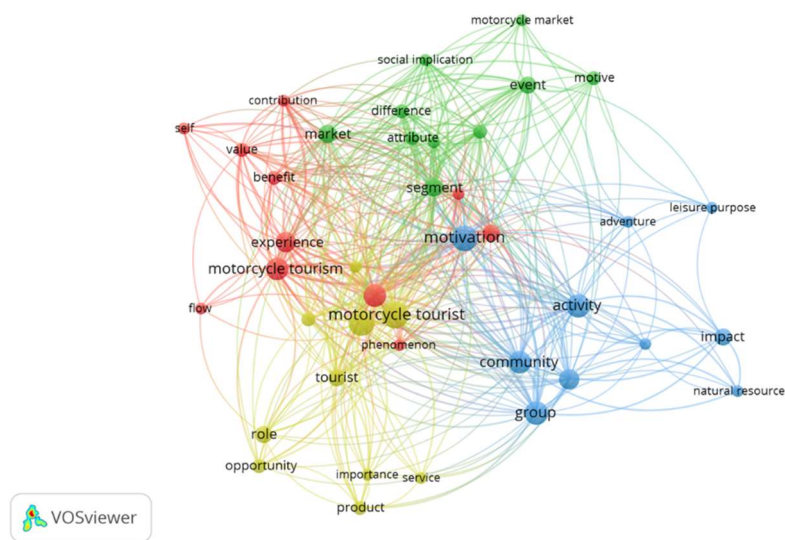 motorcycle market
social implication
event
motive
contribution
difference
self
market
attribute
value
benefit
segment
leisure purpose
adventure
motivation
experience
motorcycle tourism
activity
flow
motorcycle tourist
impact
phenomenon
community
tourist
natural resource
group
role
opportunity
importance
service
product
VOSviewer